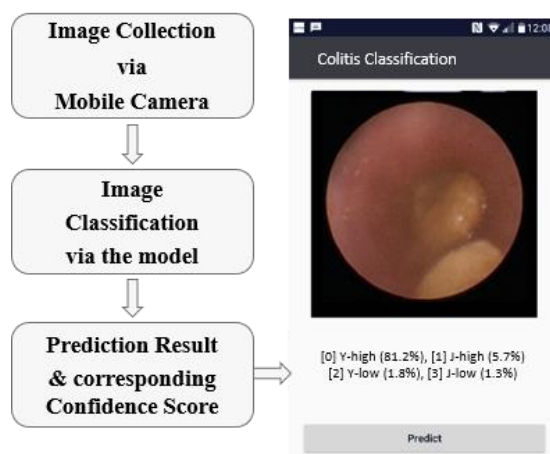 Image Collection
via
Mobile Camera
Image
Classification
via the model
Prediction Result
& corresponding
Confidence Score
Colitis Classification
[0] Y-high (81.2%), [1] J-high (5.7%)
[2] Y-low (1.8%), [3] J-low (1.3%)
Predict